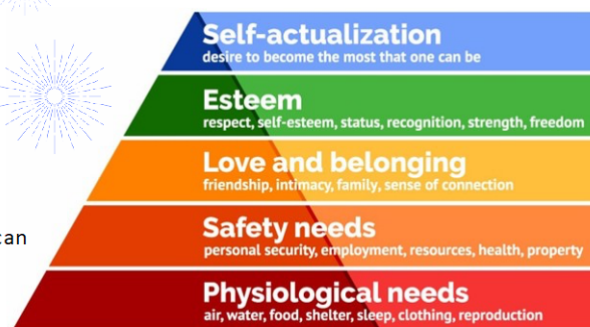 Self-actualization
desire to become the most that one can be
Esteem
respect, self-esteem, status, recognition, strength, freedom
Love and belonging
friendship, intimacy, family, sense of connection
can
Safety needs
personal security, employment, resources, health, property
Physiological needs
air, water, food, shelter, sleep, clothing, reproduction